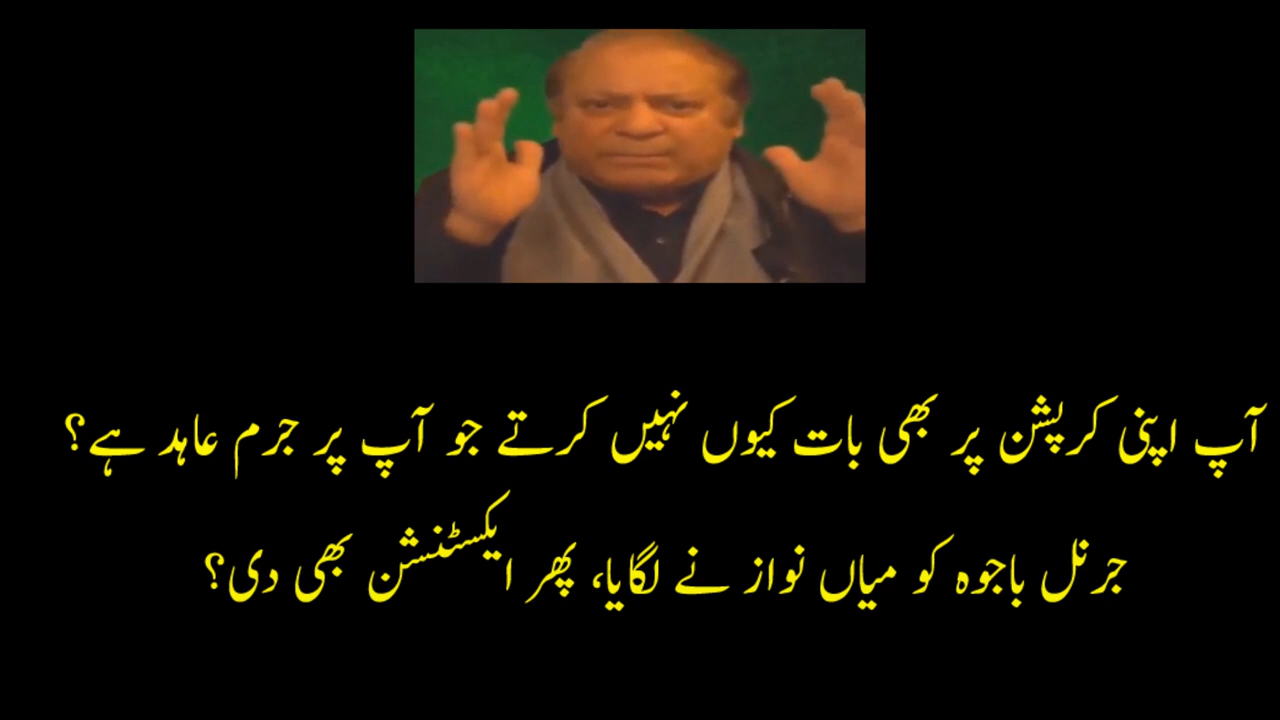 آپ اپنی کرپشن پر بھی بات کیوں نہیں کرتے جو آپ پر جرم عاہد ہے؟
جرنل باجوہ کو میاں نواز نے لگایا، پھر ایکسٹنشن بھی دی؟